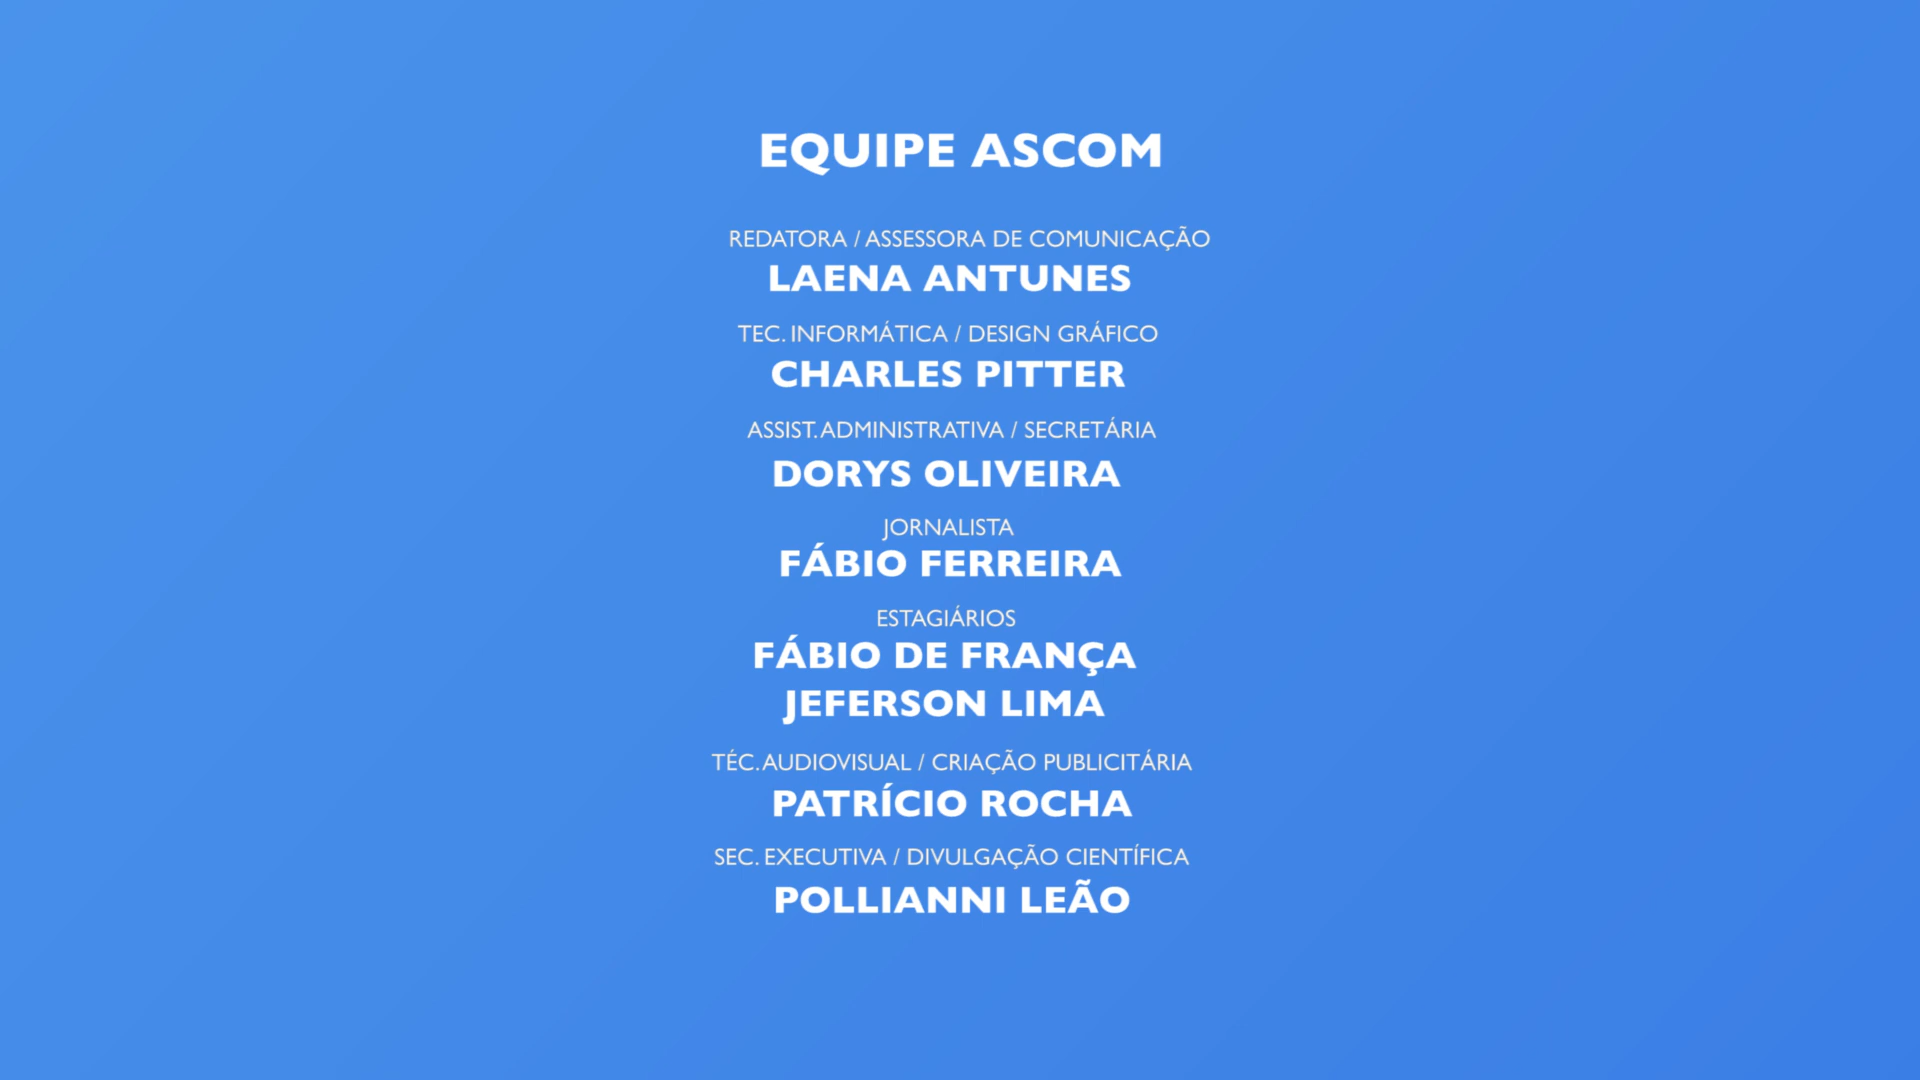 EQUIPE ASCOM
REDATORA / ASSESSORA DE COMUNICAÇÃO
LAENA ANTUNES
TEC. INFORMÁTICA / DESIGN GRÁFICO
CHARLES PITTER
ASSIST. ADMINISTRATIVA / SECRETÁRIA
DORYS OLIVEIRA
JORNALISTA
FÁBIO FERREIRA
ESTAGIÁRIOS
FÁBIO DE FRANÇA
JEFERSON LIMA
TÉC. AUDIOVISUAL / CRIAÇÃO PUBLICITÁRIA
PATRÍCIO ROCHA
SEC. EXECUTIVA / DIVULGAÇÃO CIENTÍFICA
POLLIANNI LEÃO